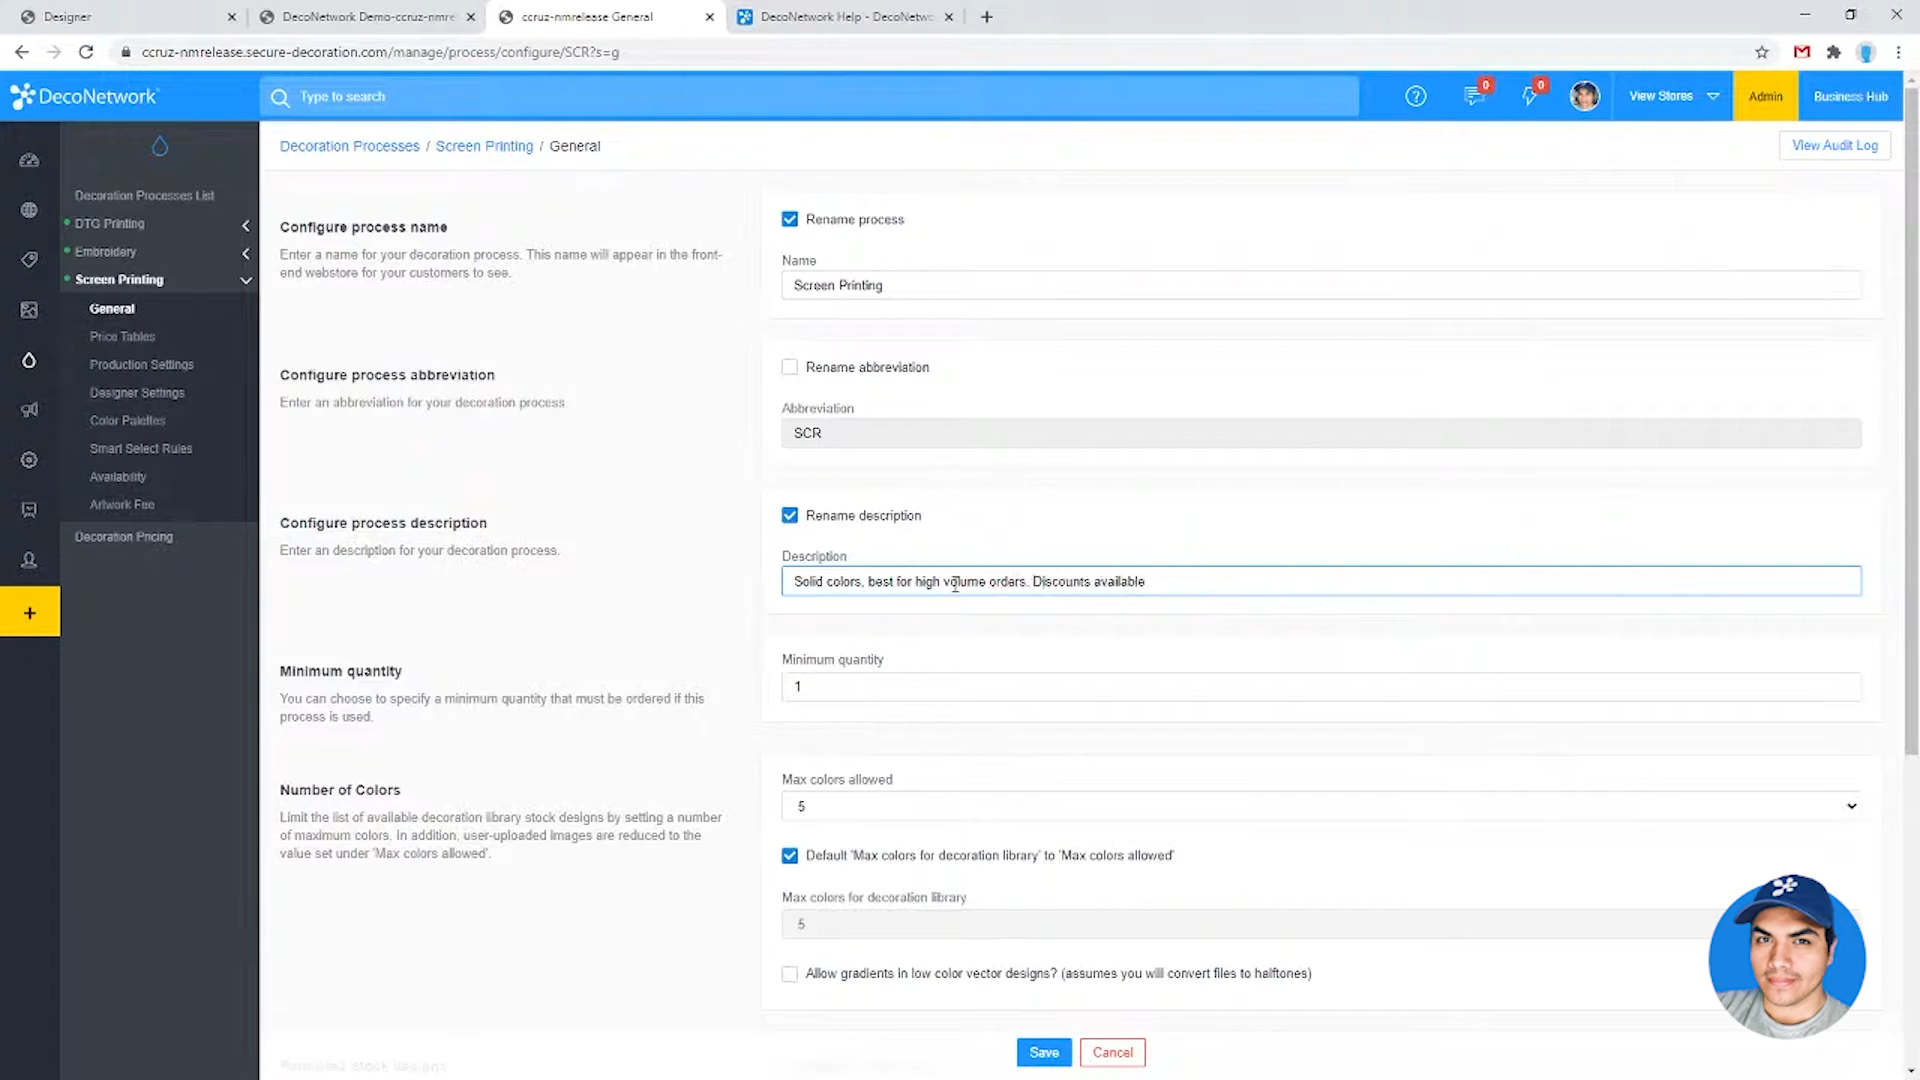 Designer
DecoNetwork Demo-ccruz-nmre
ccruz-nmrelease General
DecoNetwork Help - DecoNetwo
ccruz-nmrelease.secure-decoration.com/manage/process/configure/SCR?s=g
DecoNetwork
Type to search
0
0
View Stores
Admin
Business Hub
Decoration Processes / Screen Printing / General
View Audit Log
Decoration Processes List
DTG Printing
Embroidery
Screen Printing
General
Price Tables
Production Settings
Designer Settings
Color Palettes
Smart Select Rules
Availability
Artwork Fee
Decoration Pricing
+
Configure process name
Enter a name for your decoration process. This name will appear in the front-
end webstore for your customers to see.
Rename process
Name
Screen Printing
Configure process abbreviation
Enter an abbreviation for your decoration process
Rename abbreviation
Abbreviation
SCR
Configure process description
Enter an description for your decoration process.
Rename description
Description
Solid colors, best for high volume orders. Discounts available
Minimum quantity
You can choose to specify a minimum quantity that must be ordered if this
process is used.
Minimum quantity
1
Number of Colors
Limit the list of available decoration library stock designs by setting a number
of maximum colors. In addition, user-uploaded images are reduced to the
value set under 'Max colors allowed'.
Max colors allowed
5
Default 'Max colors for decoration library' to 'Max colors allowed'
Max colors for decoration library
5
Allow gradients in low color vector designs? (assumes you will convert files to halftones)
Save
Cancel